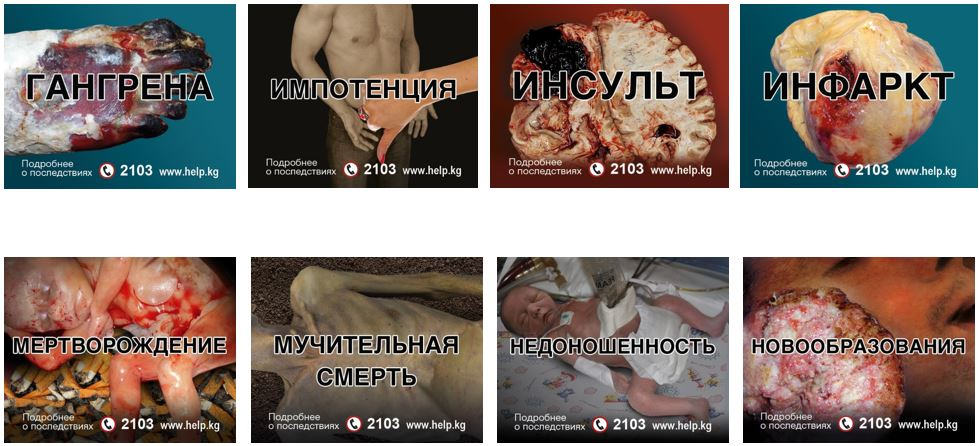 ГАНГРЕНА
Подробнее
о последствиях 2103 www.help.kg
ИМПОТЕНЦИЯ
Подробнее
о последствиях 2103 www.help.kg
ИНСУЛЬТ
Подробнее
о последствиях 2103 www.help.kg
ИНФАРКТ
Подробнее
о последствиях 2103 www.help.kg
МЕРТВОРОЖДЕНИЕ
Подробнее
о последствиях 2103 www.help.kg
МУЧИТЕЛЬНАЯ
СМЕРТЬ
Подробнее
о последствиях 2103 www.help.kg
НЕДОНОШЕННОСТЬ
Подробнее
о последствиях 2103 www.help.kg
НОВООБРАЗОВАНИЯ
Подробнее
о последствиях 2103 www.help.kg